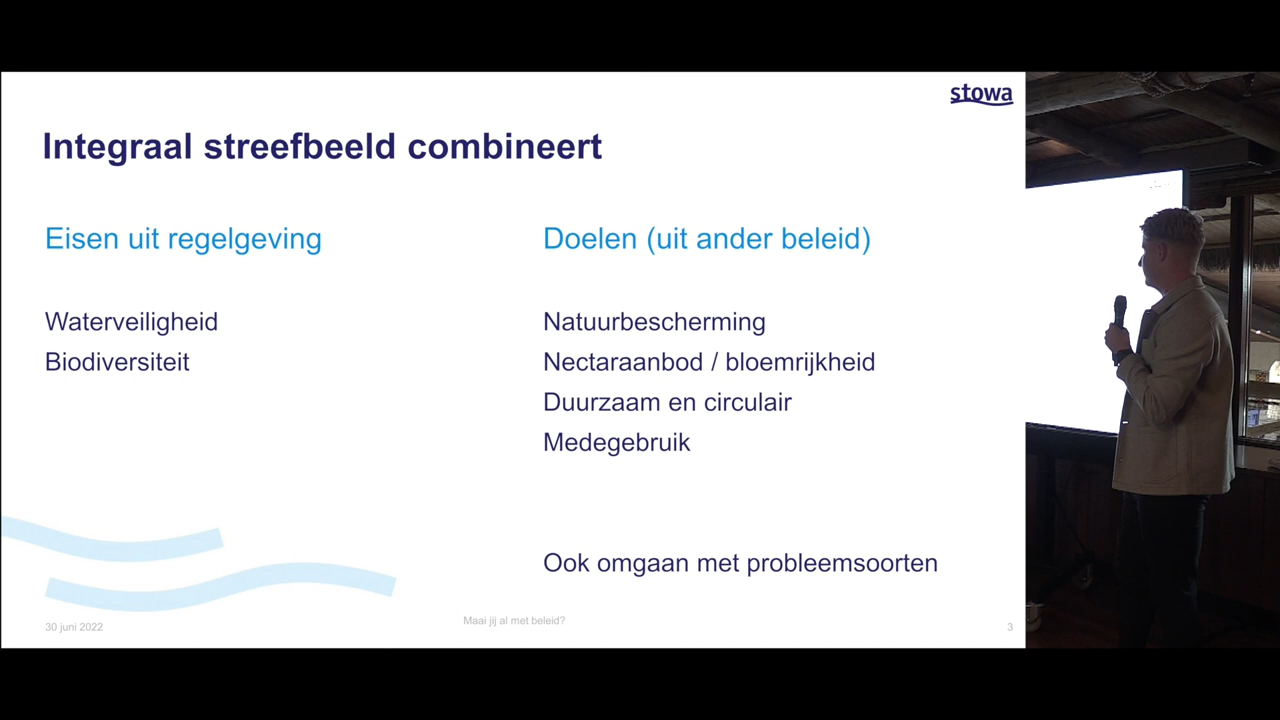 stowa
Integraal streefbeeld combineert
Eisen uit regelgeving
Waterveiligheid
Biodiversiteit
Doelen (uit ander beleid)
Natuurbescherming
Nectaraanbod / bloemrijkheid
Duurzaam en circulair
Medegebruik
Ook omgaan met probleemsoorten
30 juni 2022
Maai jij al met beleid?
3